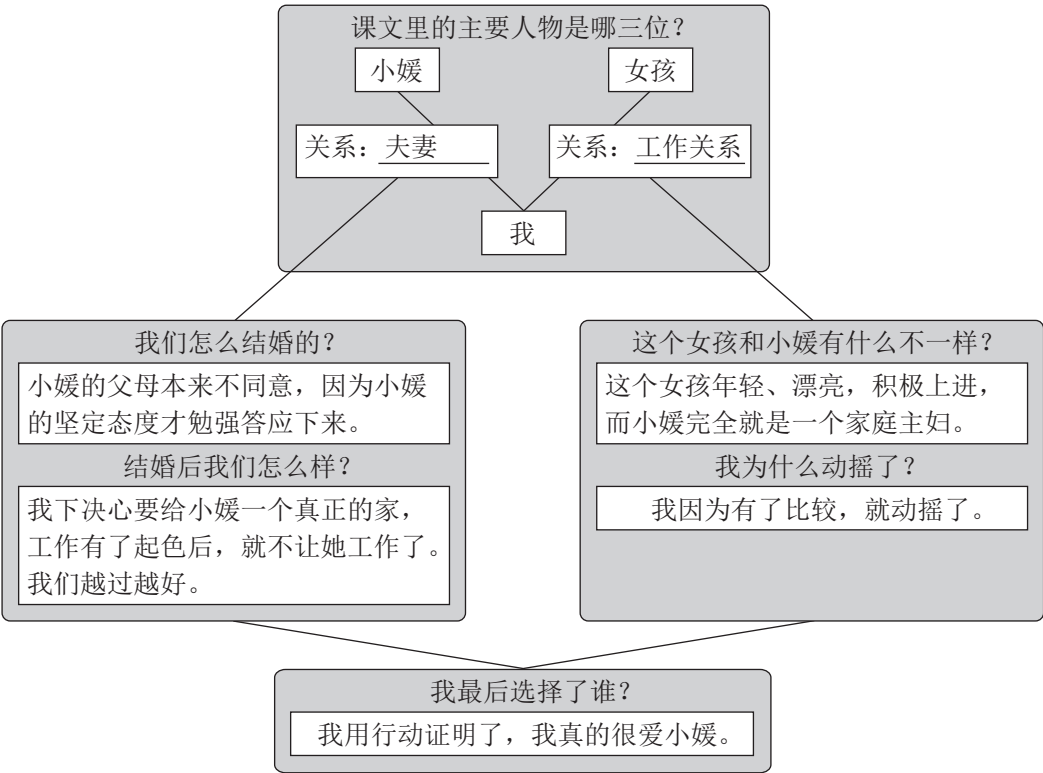 课文里的主要人物是哪三位？
小媛
女孩
关系：夫妻
关系：工作关系
我
我们怎么结婚的？
小媛的父母本来不同意，因为小媛
的坚定态度才勉强答应下来。
结婚后我们怎么样？
我下决心要给小媛一个真正的家，
工作有了起色后，就不让她工作了。
我们越过越好。
这个女孩和小媛有什么不一样？
这个女孩年轻、漂亮，积极上进，
而小媛完全就是一个家庭主妇。
我为什么动摇了？
我因为有了比较，就动摇了。
我最后选择了谁？
我用行动证明了，我真的很爱小媛。